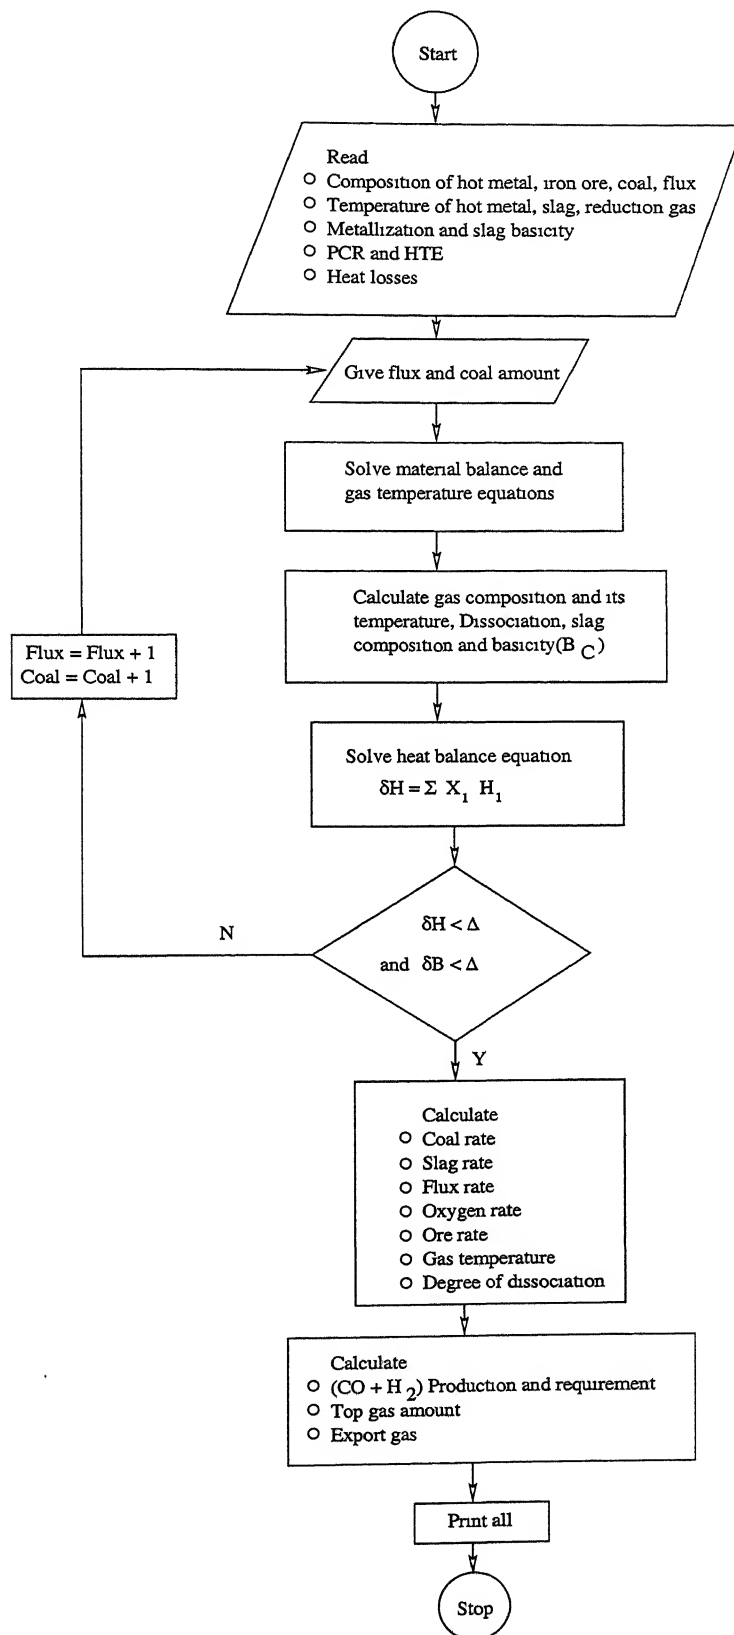 Start
Read
○ Composition of hot metal, iron ore, coal, flux
○ Temperature of hot metal, slag, reduction gas
○ Metallization and slag basicity
○ PCR and HTE
○ Heat losses
Give flux and coal amount
Solve material balance and
gas temperature equations
Calculate gas composition and its
temperature, Dissociation, slag
composition and basicity(B C)
Flux = Flux + 1
Coal = Coal + 1
Solve heat balance equation
δH = Σ X₁ H₁
N
δH < Δ
and δB < Δ
Y
Calculate
○ Coal rate
○ Slag rate
○ Flux rate
○ Oxygen rate
○ Ore rate
○ Gas temperature
○ Degree of dissociation
Calculate
○ (CO + H₂) Production and requirement
○ Top gas amount
○ Export gas
Print all
Stop